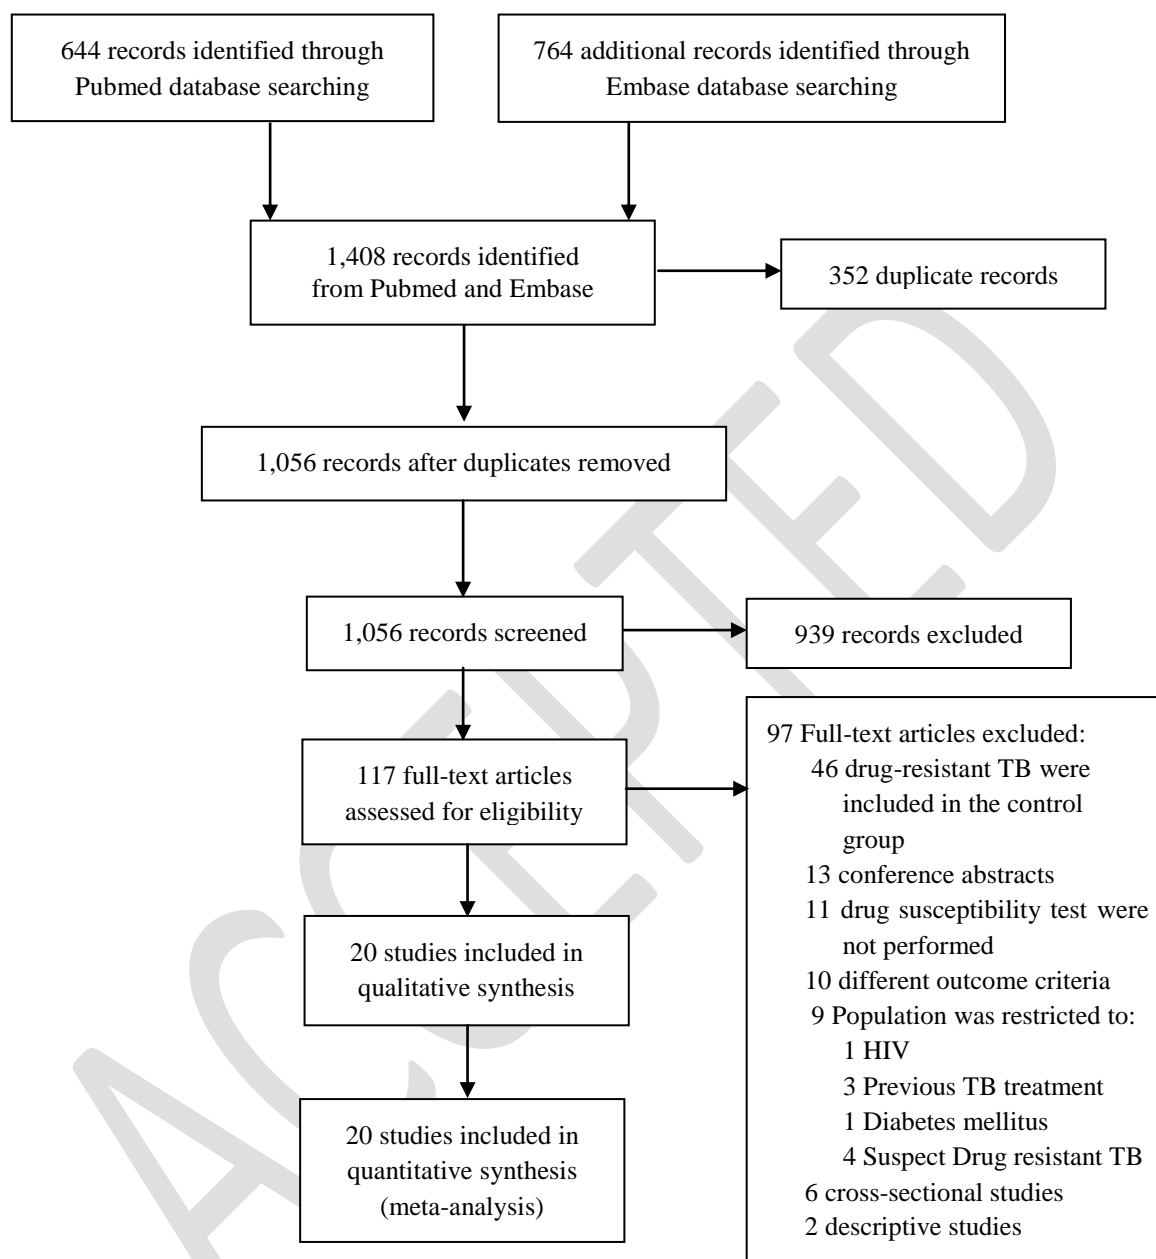 644 records identified through
Pubmed database searching
764 additional records identified through
Embase database searching
1,408 records identified
from Pubmed and Embase
352 duplicate records
1,056 records after duplicates removed
1,056 records screened
939 records excluded
117 full-text articles
assessed for eligibility
97 Full-text articles excluded:
46 drug-resistant TB were
included in the control
group
13 conference abstracts
11 drug susceptibility test were
not performed
10 different outcome criteria
9 Population was restricted to:
1 HIV
3 Previous TB treatment
1 Diabetes mellitus
4 Suspect Drug resistant TB
6 cross-sectional studies
2 descriptive studies
20 studies included in
qualitative synthesis
20 studies included in
quantitative synthesis
(meta-analysis)
ACCEPTED